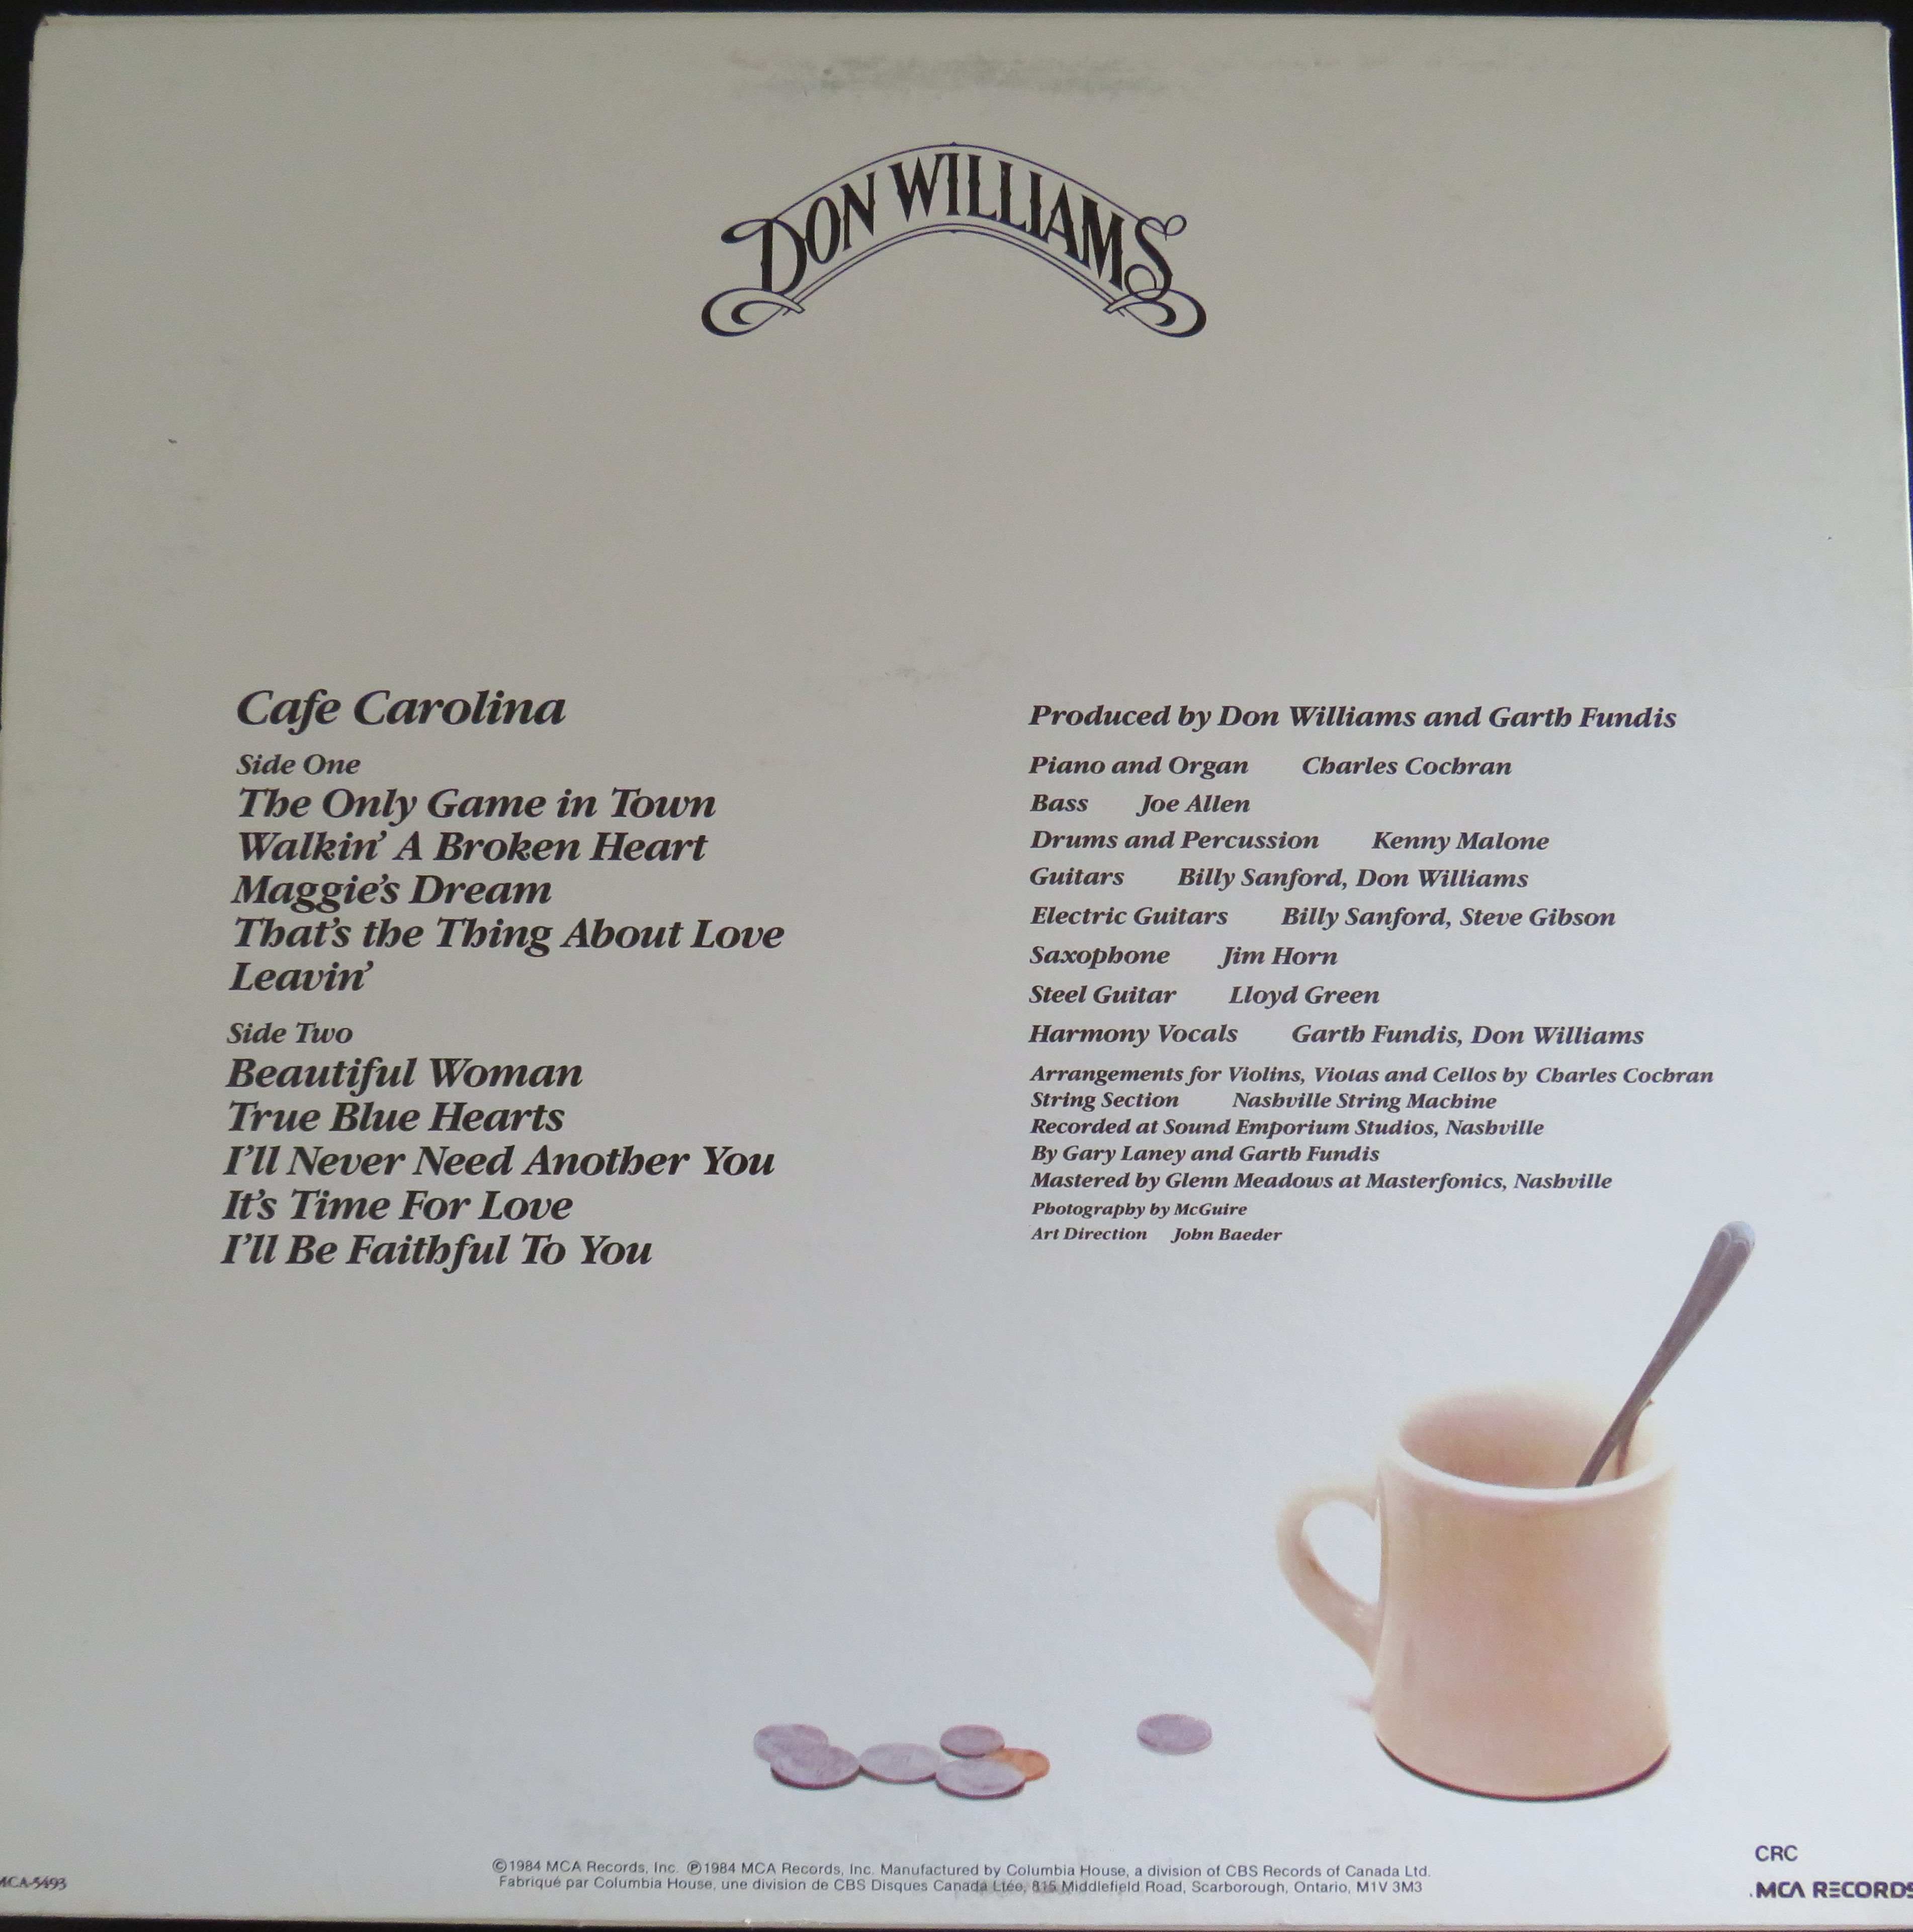 DON WILLIAMS
Cafe Carolina
Side One
The Only Game in Town
Walkin' A Broken Heart
Maggie's Dream
That's the Thing About Love
Leavin'
Side Two
Beautiful Woman
True Blue Hearts
I'll Never Need Another You
It's Time For Love
I'll Be Faithful To You
Produced by Don Williams and Garth Fundis
Piano and Organ Charles Cochran
Bass Joe Allen
Drums and Percussion Kenny Malone
Guitars Billy Sanford, Don Williams
Electric Guitars Billy Sanford, Steve Gibson
Saxophone Jim Horn
Steel Guitar Lloyd Green
Harmony Vocals Garth Fundis, Don Williams
Arrangements for Violins, Violas and Cellos by Charles Cochran
String Section Nashville String Machine
Recorded at Sound Emporium Studios, Nashville
By Gary Laney and Garth Fundis
Mastered by Glenn Meadows at Masterfonics, Nashville
Photography by McGuire
Art Direction John Baeder
©1984 MCA Records, Inc. ℗1984 MCA Records, Inc. Manufactured by Columbia House, a division of CBS Records of Canada Ltd.
Fabriqué par Columbia House, une division de CBS Disques Canada Ltée, 815 Middlefield Road, Scarborough, Ontario, M1V 3M3
MCA-5493
CRC
.MCA RECORDS